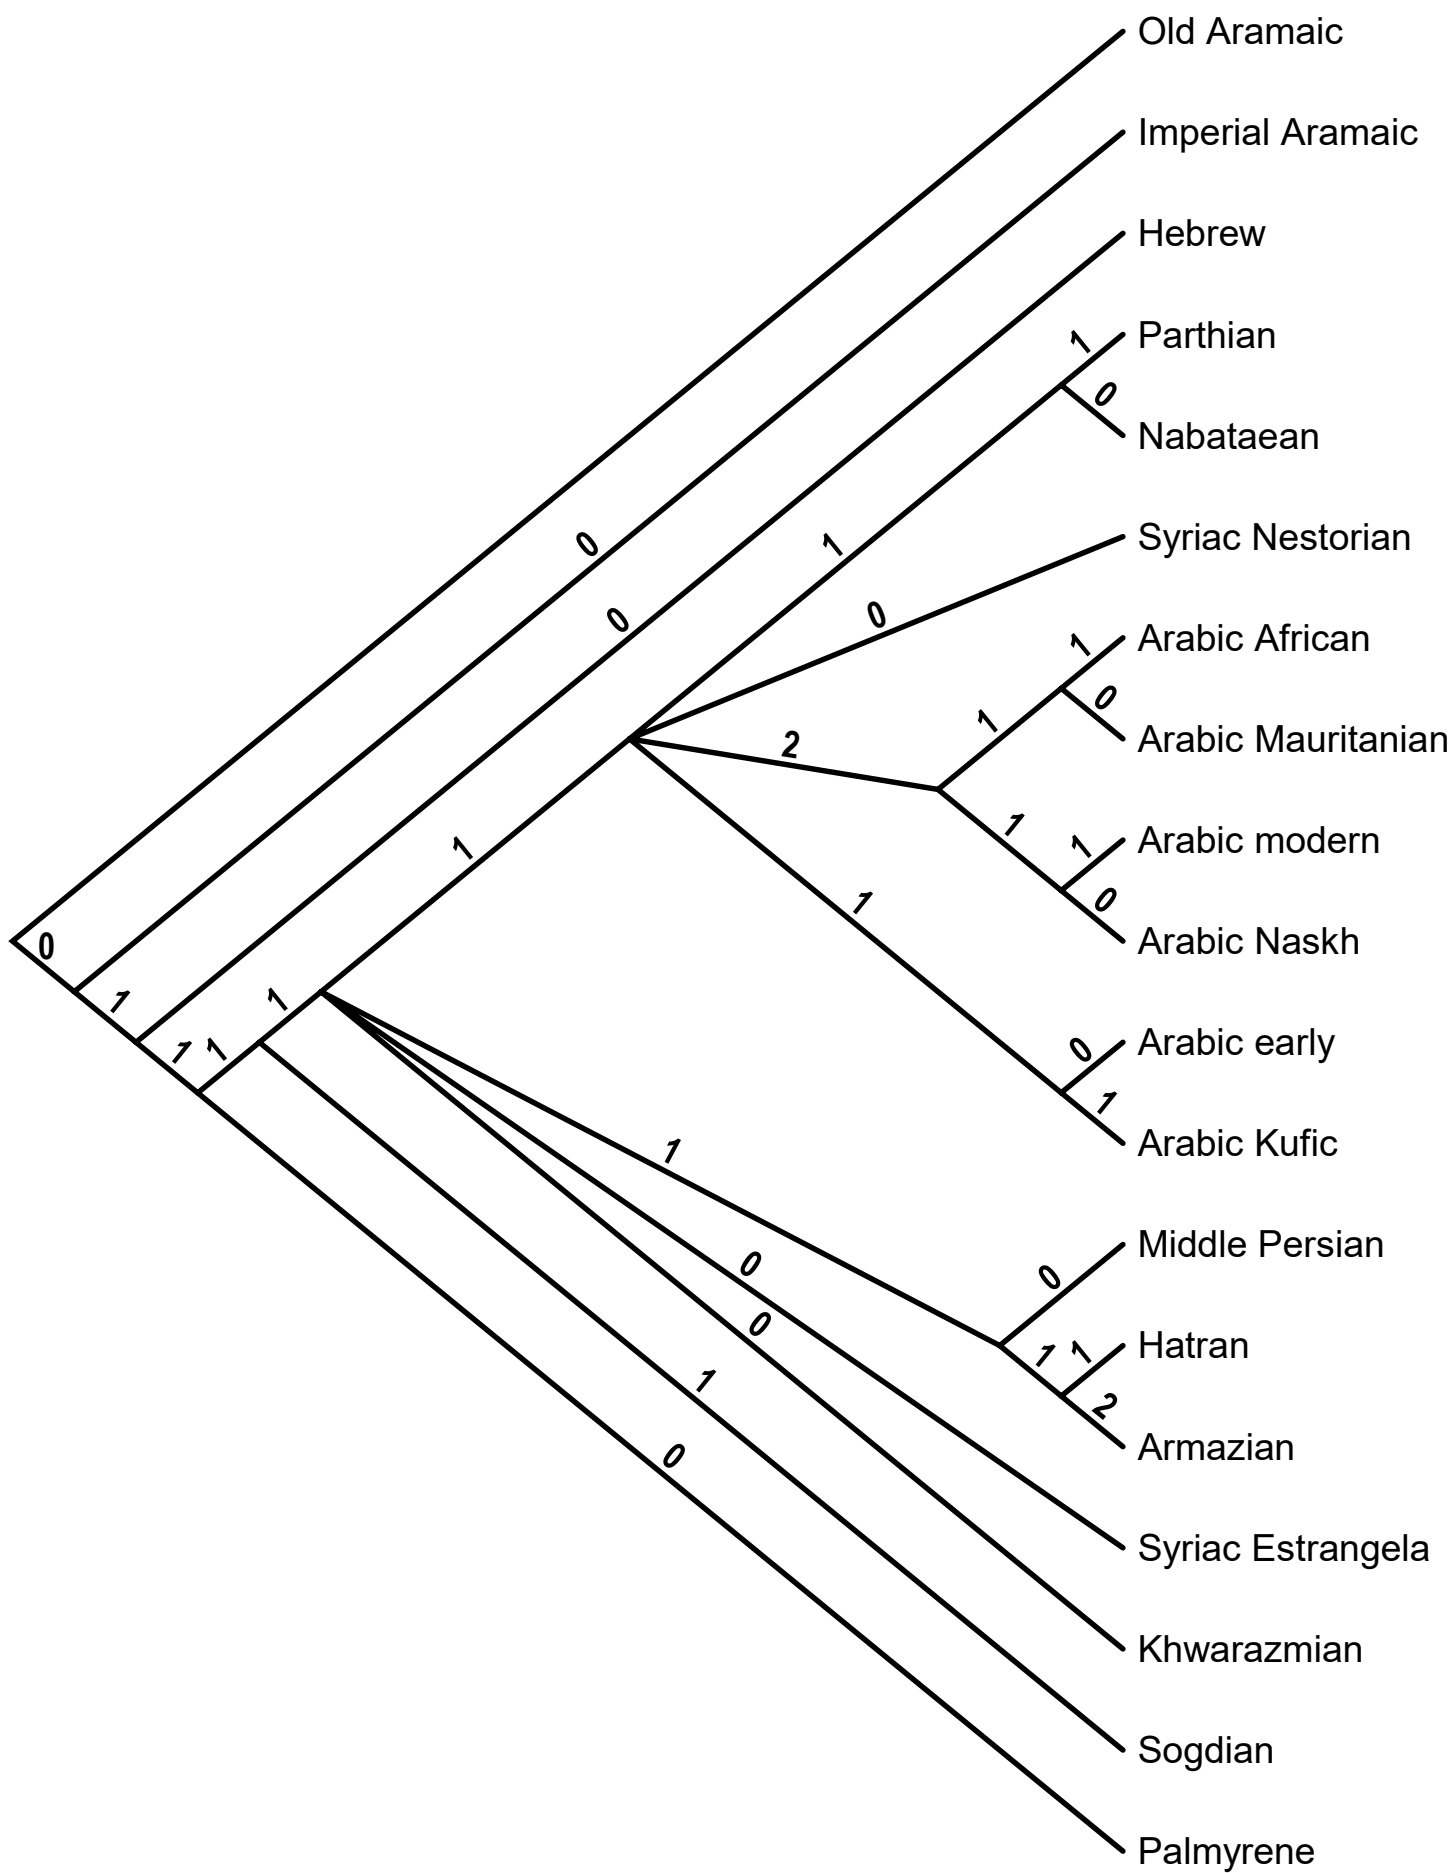 Old Aramaic
Imperial Aramaic
Hebrew
1 Parthian
0 Nabataean
0
1 Syriac Nestorian
0
0 1 Arabic African
0 Arabic Mauritanian
1
2
1 1 Arabic modern
1
1 0 Arabic Naskh
0
1 1
1 1 0 Arabic early
1 Arabic Kufic
1
0 Middle Persian
0
0 1 1 Hatran
1 2 Armazian
0
Syriac Estrangela
Khwarazmian
Sogdian
Palmyrene